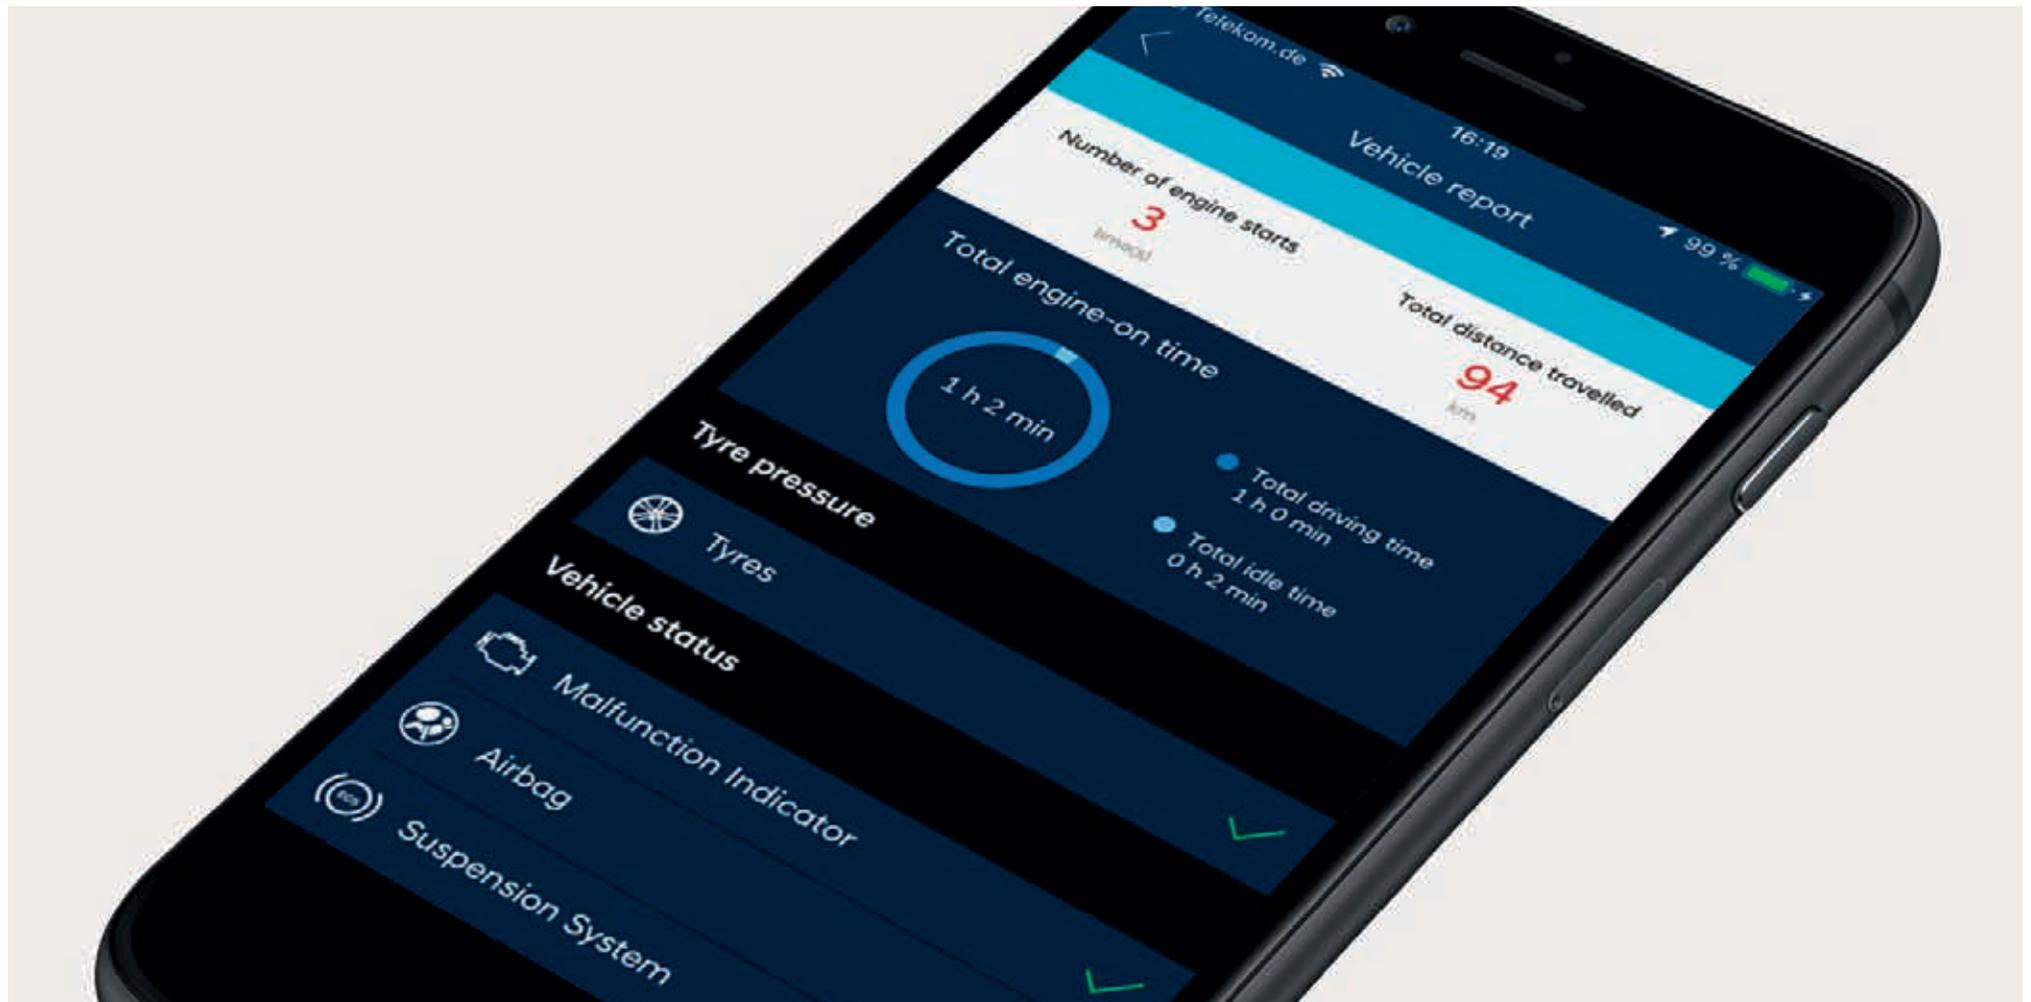 Telekom.de
16:19
99 %
Vehicle report
Number of engine starts
3
time(s)
Total distance travelled
94
km
Total engine-on time
1 h 2 min
Total driving time
1 h 0 min
Total idle time
0 h 2 min
Tyre pressure
Tyres
Vehicle status
Malfunction Indicator
Airbag
ECS
Suspension System